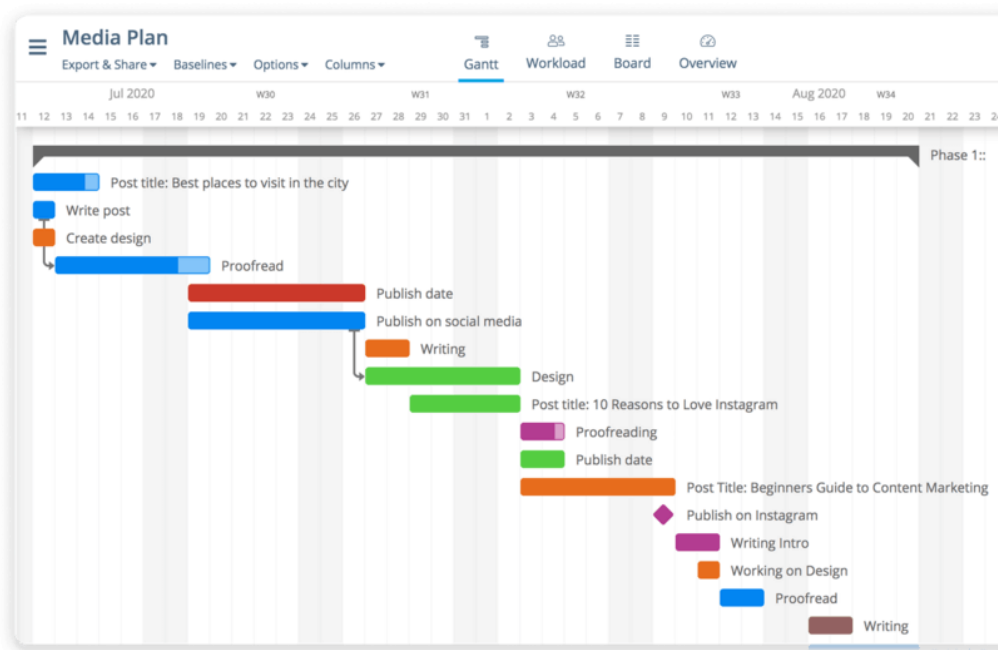 Media Plan
Export & Share Baselines Options Columns
Gantt Workload Board Overview
Jul 2020 W30 W31 W32 W33 Aug 2020 W34
11 12 13 14 15 16 17 18 19 20 21 22 23 24 25 26 27 28 29 30 31 1 2 3 4 5 6 7 8 9 10 11 12 13 14 15 16 17 18 19 20 21 22 23
Phase 1::
Post title: Best places to visit in the city
Write post
Create design
Proofread
Publish date
Publish on social media
Writing
Design
Post title: 10 Reasons to Love Instagram
Proofreading
Publish date
Post Title: Beginners Guide to Content Marketing
Publish on Instagram
Writing Intro
Working on Design
Proofread
Writing